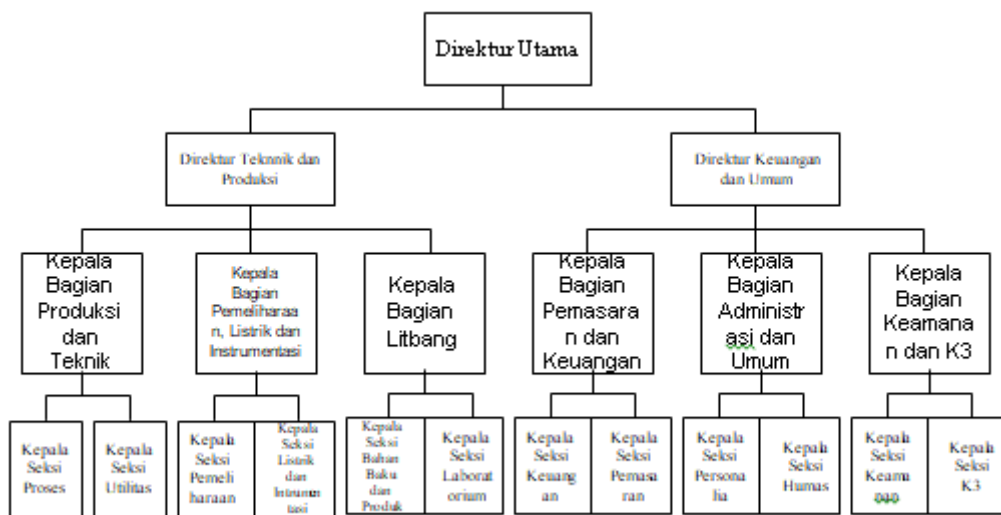 Direktur Utama
Direktur Teknnik dan
Produksi
Direktur Keuangan
dan Umum
Kepala
Bagian
Produksi
dan
Teknik
Kepala
Bagian
Pemeliharaa
n, Listrik dan
Instrumentasi
Kepala
Bagian
Litbang
Kepala
Bagian
Pemasara
n dan
Keuangan
Kepala
Bagian
Administr
asi dan
Umum
Kepala
Bagian
Keamana
n dan K3
Kepala
Seksi
Proses
Kepala
Seksi
Utilitas
Kepala
Seksi
Pemeli
haraan
Kepala
Seksi
Listrik
dan
Intrumen
tasi
Kepala
Seksi
Bahan
Baku
dan
Produk
Kepala
Seksi
Laborat
orium
Kepala
Seksi
Keuang
an
Kepala
Seksi
Pemasa
ran
Kepala
Seksi
Persona
lia
Kepala
Seksi
Humas
Kepala
Seksi
Keama
nan
Kepala
Seksi
K3